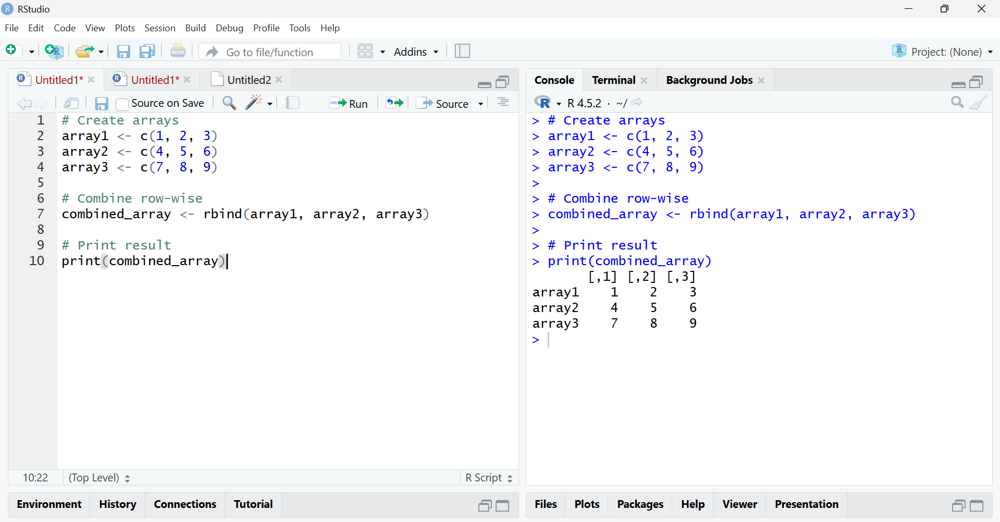 RStudio
File Edit Code View Plots Session Build Debug Profile Tools Help
Go to file/function Addins Project: (None)
Untitled1* Untitled1* Untitled2
Source on Save Run Source
1 # Create arrays
2 array1 <- c(1, 2, 3)
3 array2 <- c(4, 5, 6)
4 array3 <- c(7, 8, 9)
5
6 # Combine row-wise
7 combined_array <- rbind(array1, array2, array3)
8
9 # Print result
10 print(combined_array)
10:22 (Top Level) R Script
Console Terminal Background Jobs
R 4.5.2 · ~/
> # Create arrays
> array1 <- c(1, 2, 3)
> array2 <- c(4, 5, 6)
> array3 <- c(7, 8, 9)
>
> # Combine row-wise
> combined_array <- rbind(array1, array2, array3)
>
> # Print result
> print(combined_array)
       [,1] [,2] [,3]
array1    1    2    3
array2    4    5    6
array3    7    8    9
>
Environment History Connections Tutorial
Files Plots Packages Help Viewer Presentation